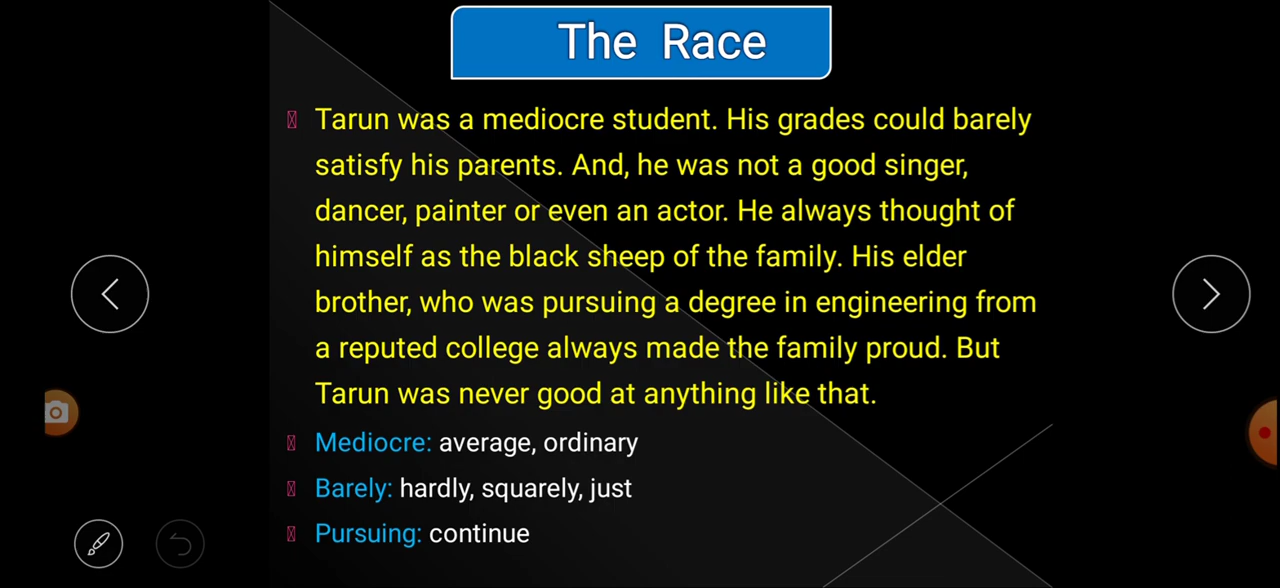 The Race
Tarun was a mediocre student. His grades could barely
satisfy his parents. And, he was not a good singer,
dancer, painter or even an actor. He always thought of
himself as the black sheep of the family. His elder
brother, who was pursuing a degree in engineering from
a reputed college always made the family proud. But
Tarun was never good at anything like that.
Mediocre: average, ordinary
Barely: hardly, squarely, just
Pursuing: continue